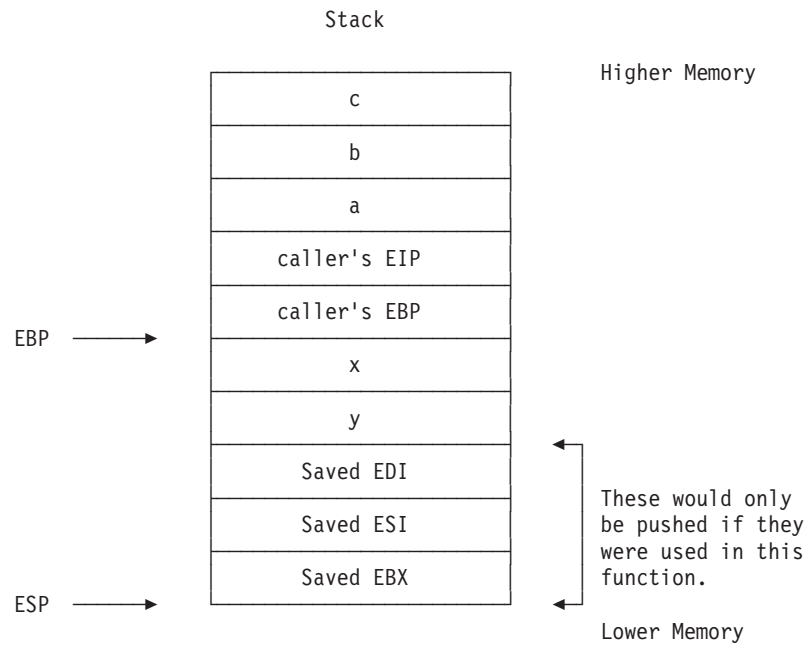 Stack
Higher Memory
c
b
a
caller's EIP
caller's EBP
EBP
x
y
Saved EDI
Saved ESI
Saved EBX
These would only
be pushed if they
were used in this
function.
ESP
Lower Memory